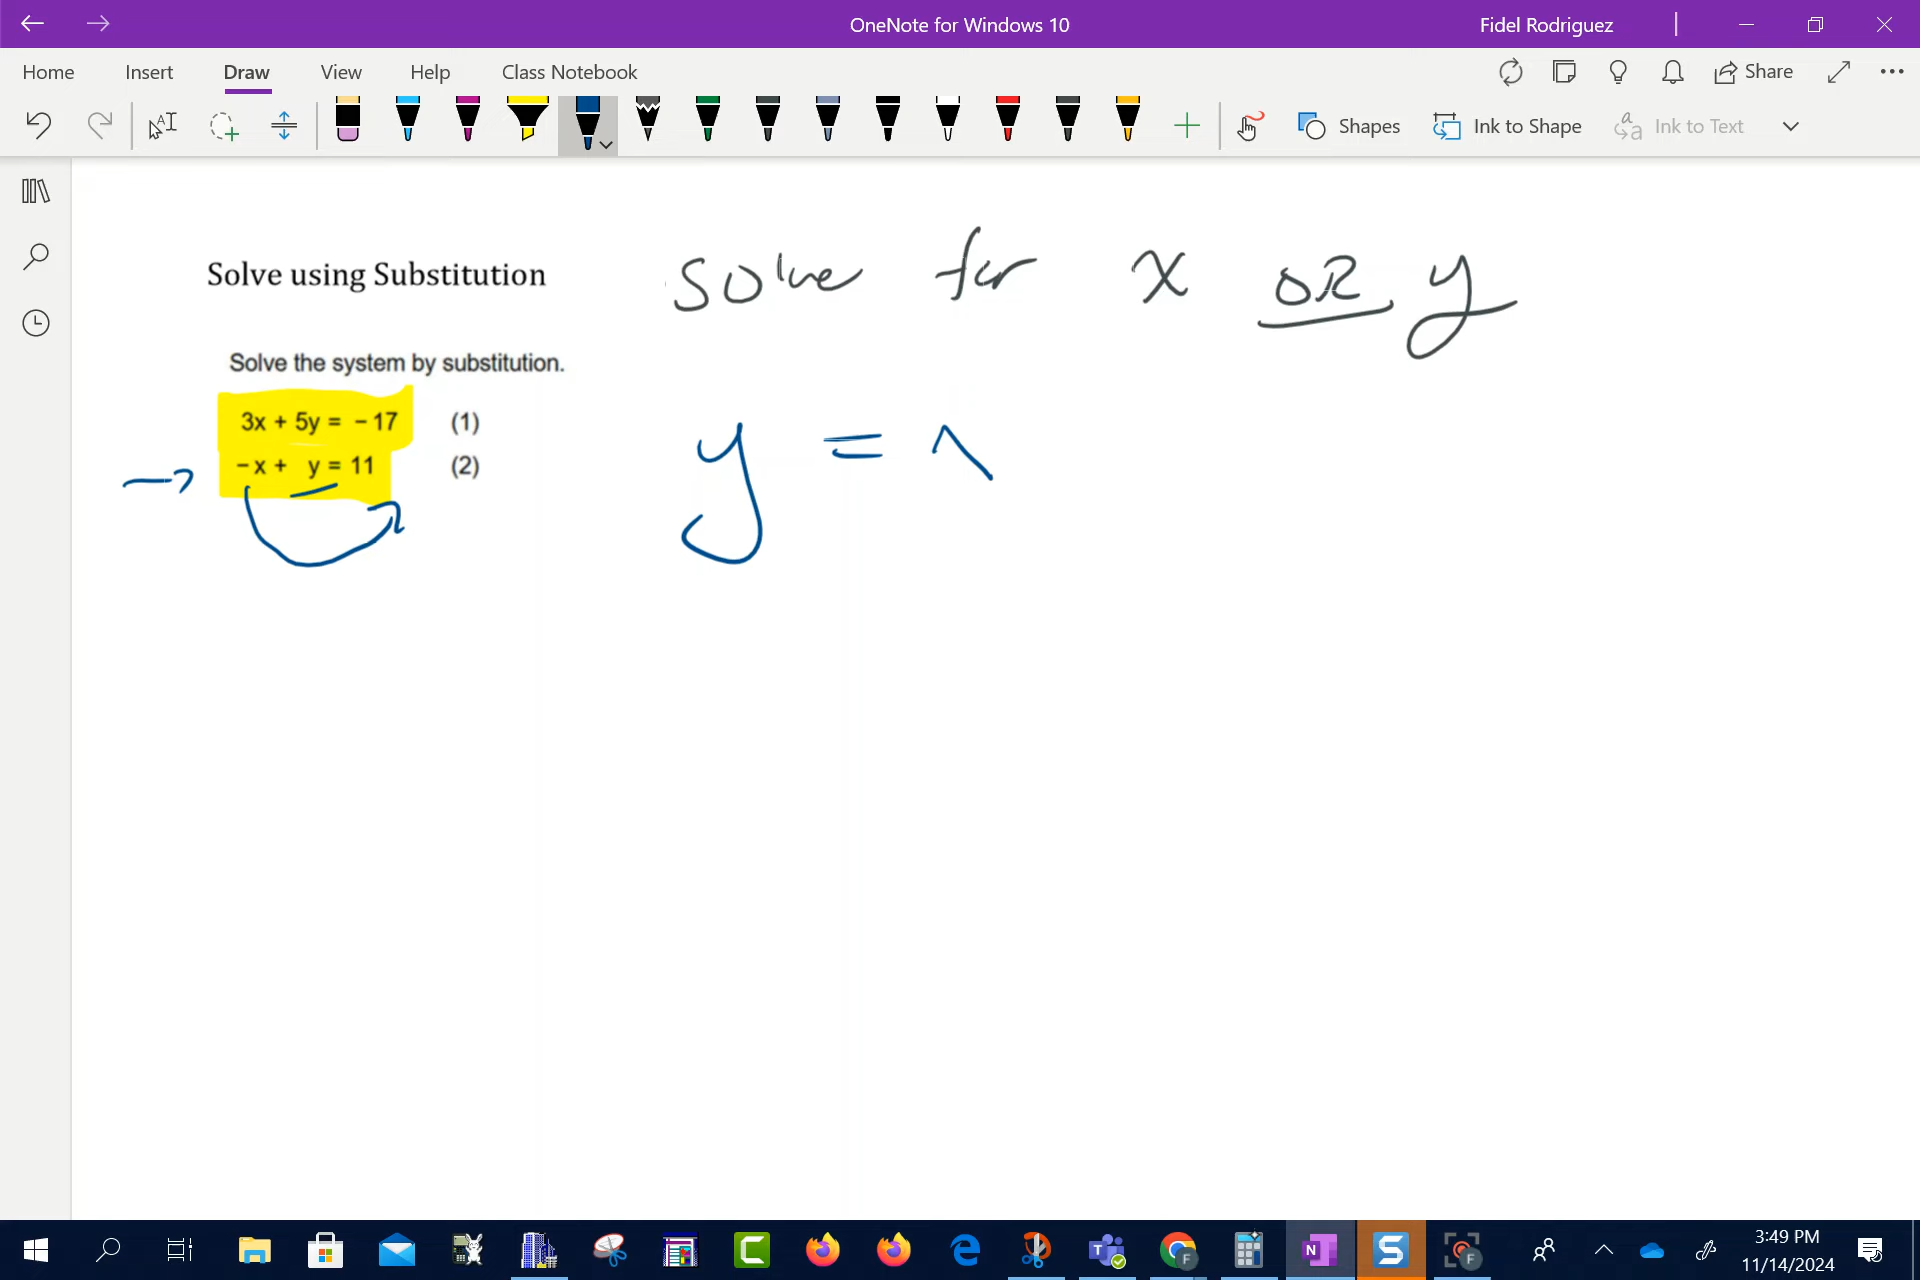 OneNote for Windows 10
Fidel Rodriguez
Home Insert Draw View Help Class Notebook
Share
Shapes Ink to Shape Ink to Text
Solve using Substitution
solve for x OR y
Solve the system by substitution.
3x + 5y = - 17 (1)
- x + y = 11 (2)
y =
3:49 PM
11/14/2024